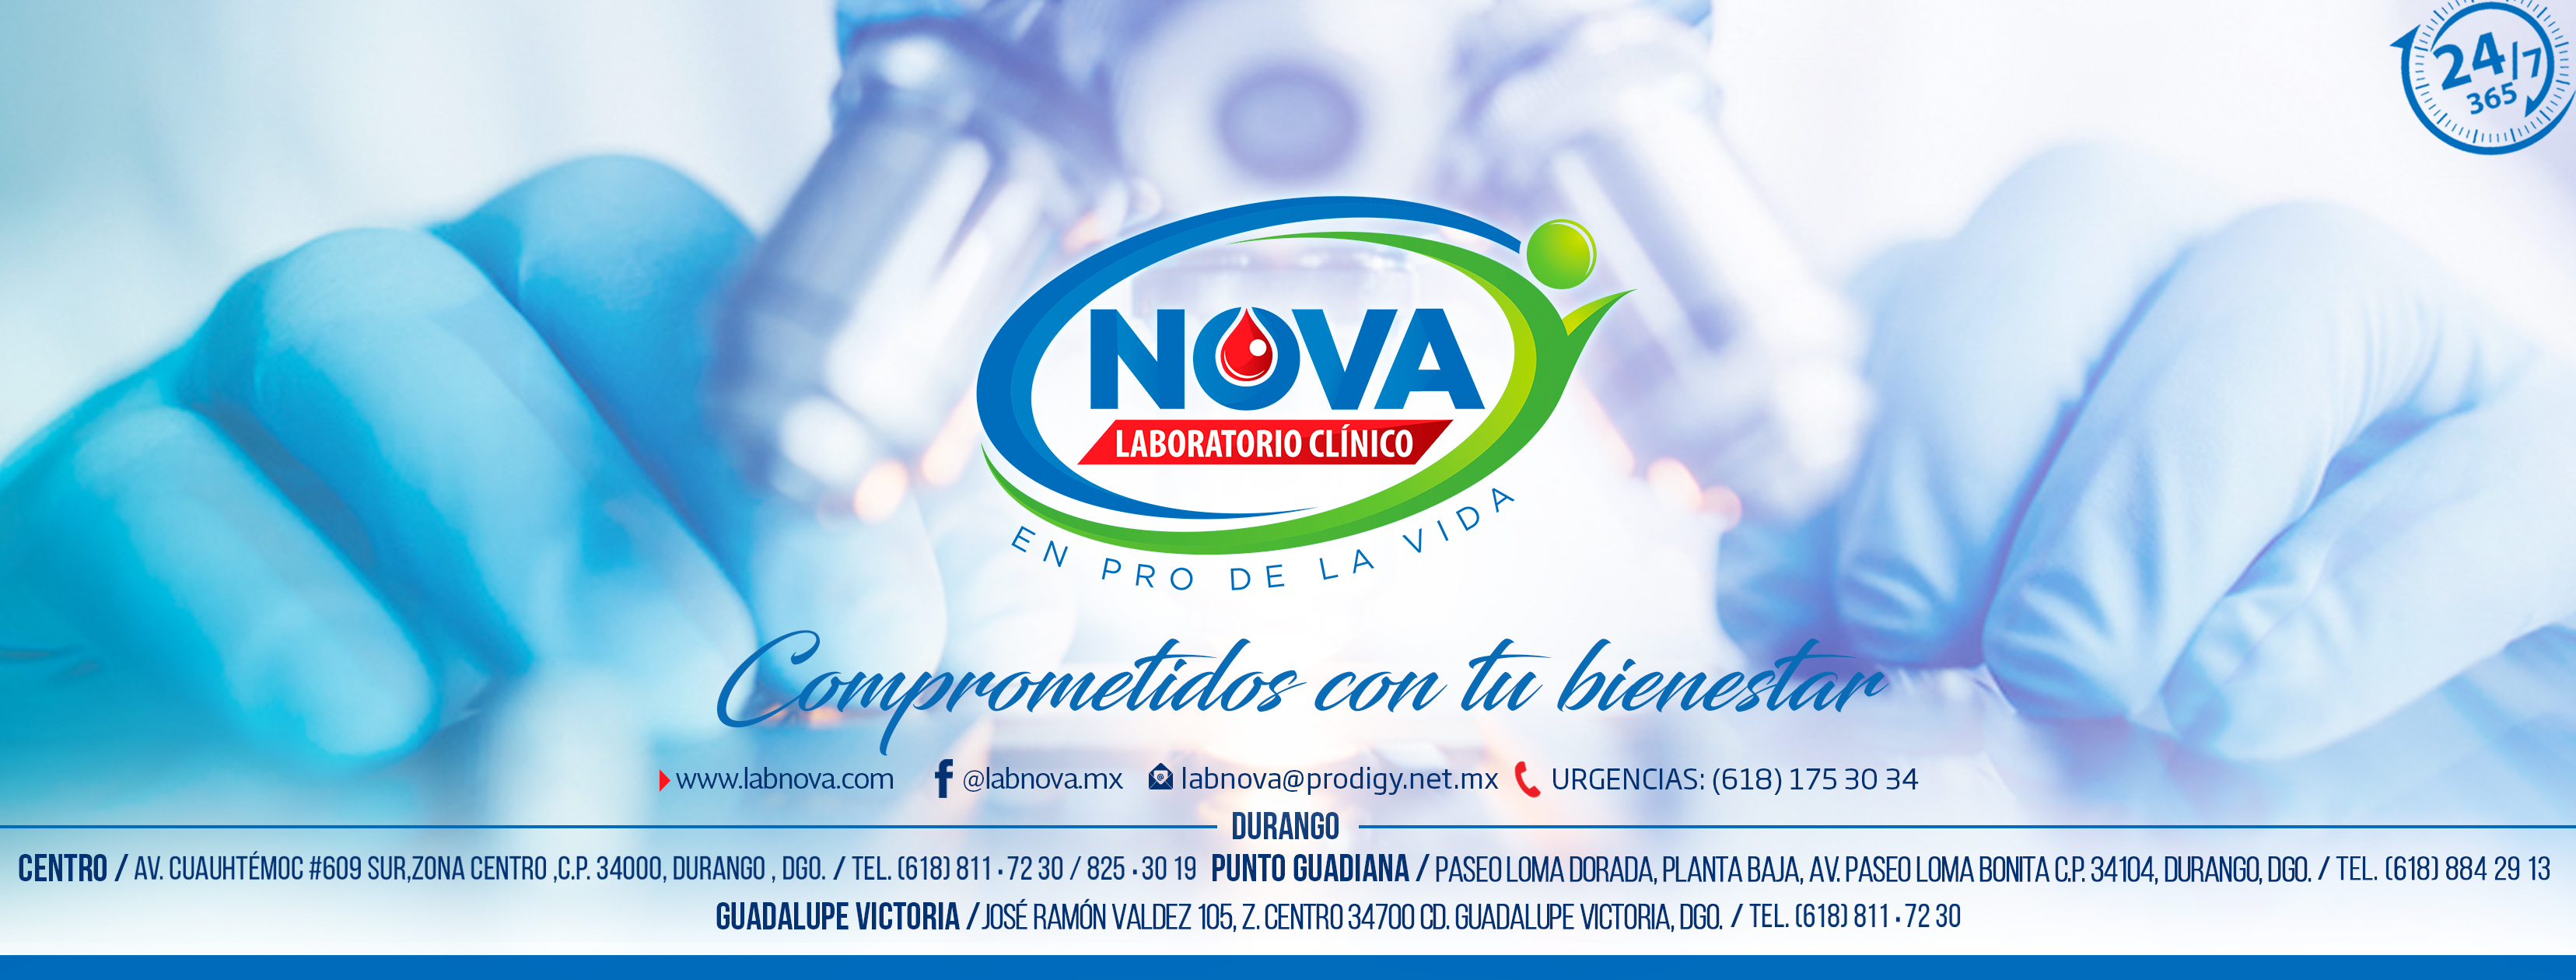 24/7
365
NOVA
LABORATORIO CLÍNICO
EN PRO DE LA VIDA
Comprometidos con tu bienestar
www.labnova.com @labnova.mx labnova@prodigy.net.mx URGENCIAS: (618) 175 30 34
DURANGO
CENTRO / AV. CUAUHTÉMOC #609 SUR,ZONA CENTRO ,C.P. 34000, DURANGO , DGO. / TEL. (618) 811 · 72 30 / 825 · 30 19 PUNTO GUADIANA / PASEO LOMA DORADA, PLANTA BAJA, AV. PASEO LOMA BONITA C.P. 34104, DURANGO, DGO. / TEL. (618) 884 29 13
GUADALUPE VICTORIA / JOSÉ RAMÓN VALDEZ 105, Z. CENTRO 34700 CD. GUADALUPE VICTORIA, DGO. / TEL. (618) 811 · 72 30